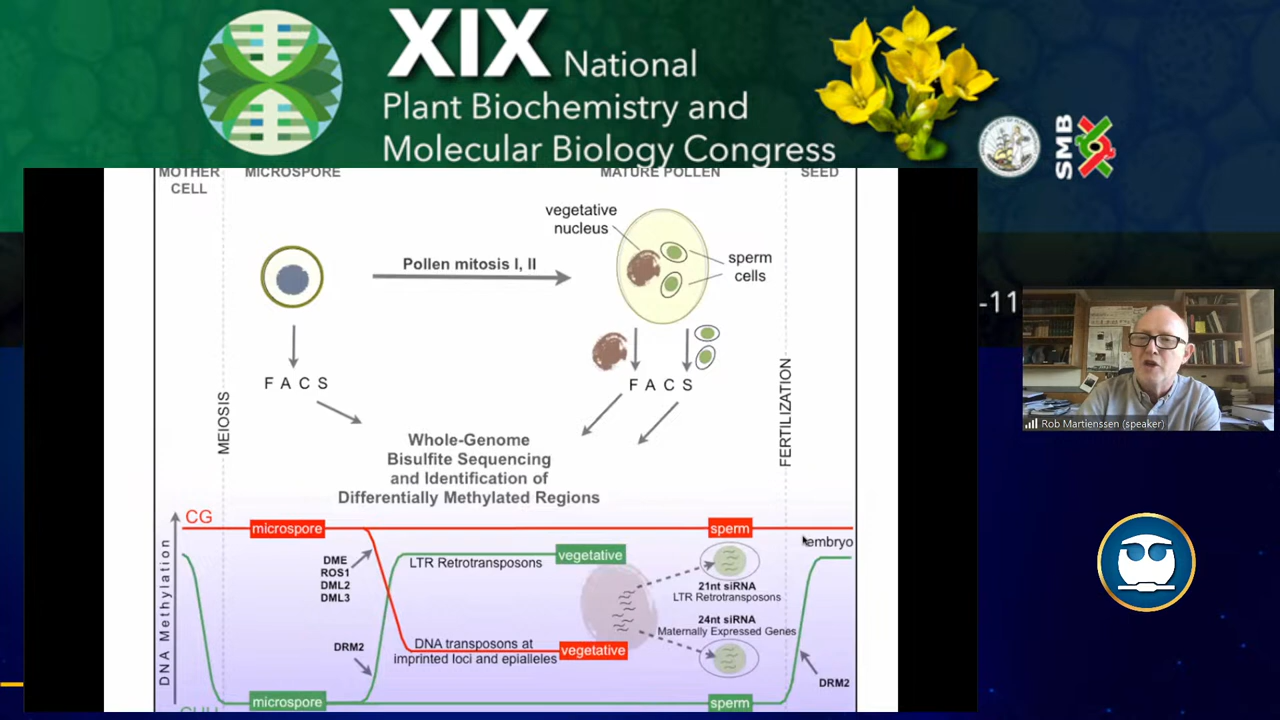 XIX National
Plant Biochemistry and
Molecular Biology Congress
SMB
-11
MOTHER
CELL
MICROSPORE
MATURE POLLEN
SEED
vegetative
nucleus
Pollen mitosis I, II
sperm
cells
F A C S
F A C S
MEIOSIS
FERTILIZATION
Whole-Genome
Bisulfite Sequencing
and Identification of
Differentially Methylated Regions
DNA Methylation
CG
microspore
sperm
embryo
DME
ROS1
DML2
DML3
LTR Retrotransposons
vegetative
21nt siRNA
LTR Retrotransposons
24nt siRNA
Maternally Expressed Genes
DRM2
DNA transposons at
imprinted loci and epialleles
vegetative
DRM2
microspore
sperm
CHH
Rob Martienssen (speaker)